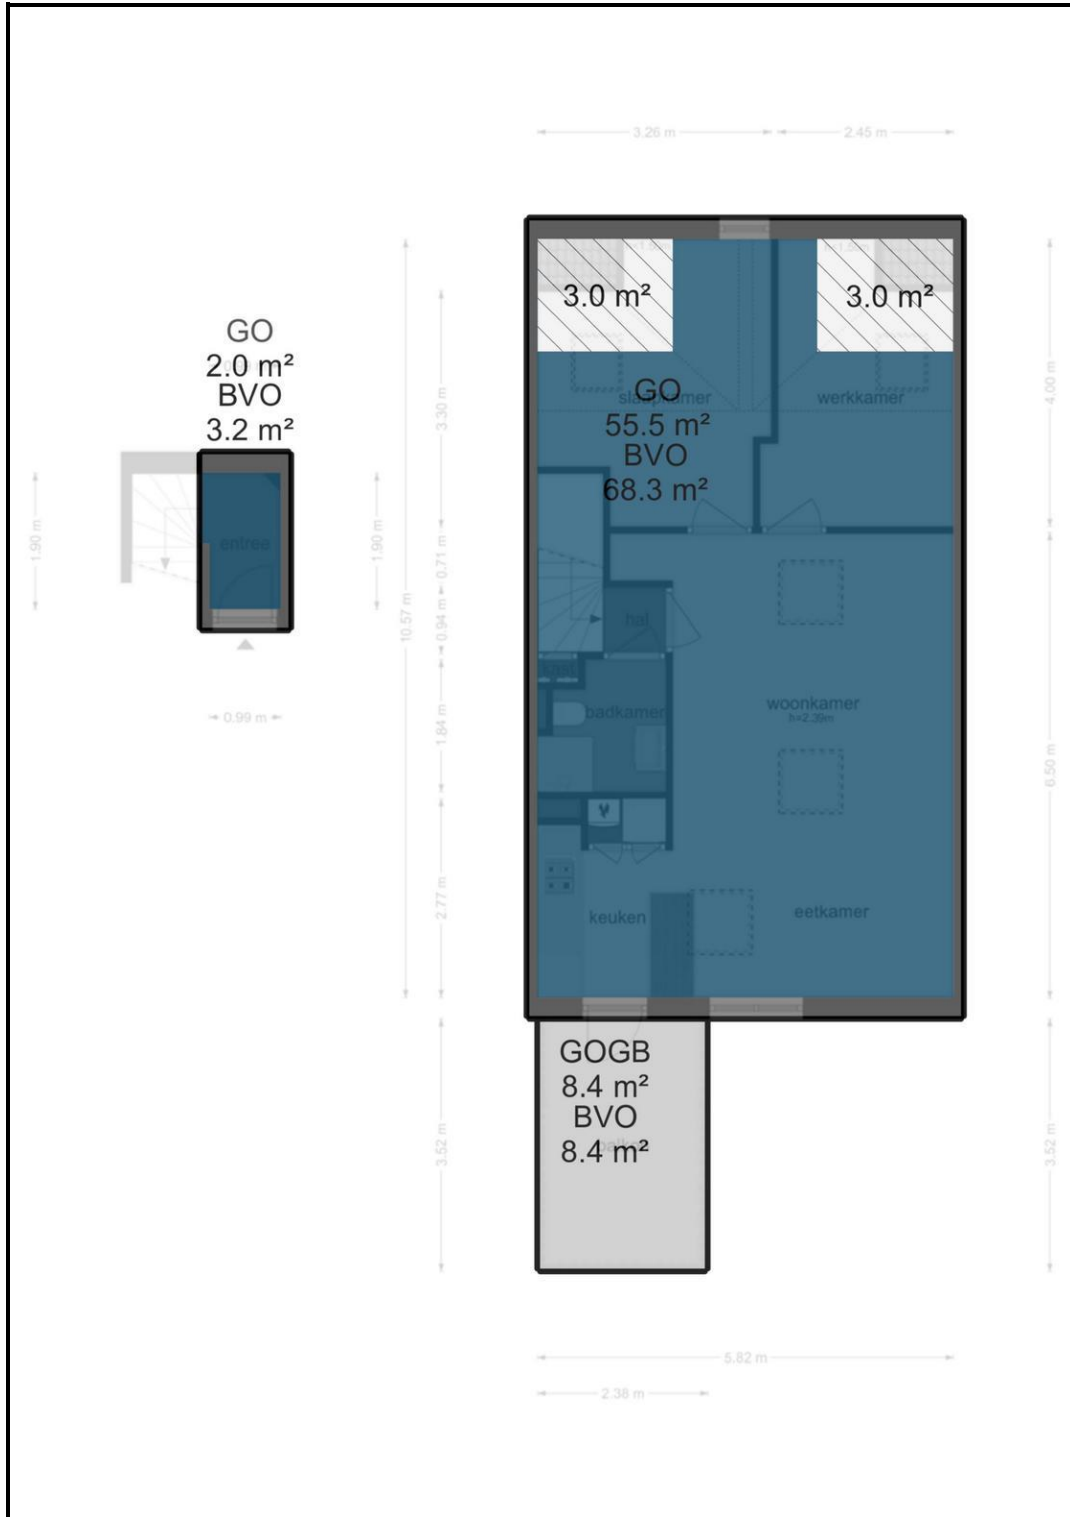 3.26 m
2.45 m
3.0 m²
3.0 m²
GO
2.0 m²
BVO
3.2 m²
GO
slaapkamer
werkkamer
55.5 m²
BVO
68.3 m²
4.00 m
3.30 m
1.90 m
entree
1.90 m
0.71 m
10.57 m
0.94 m
hal
kast
badkamer
woonkamer
h=2.39m
0.99 m
1.84 m
6.50 m
2.77 m
keuken
eetkamer
GOGB
8.4 m²
BVO
balkon
8.4 m²
3.52 m
3.52 m
5.82 m
2.38 m